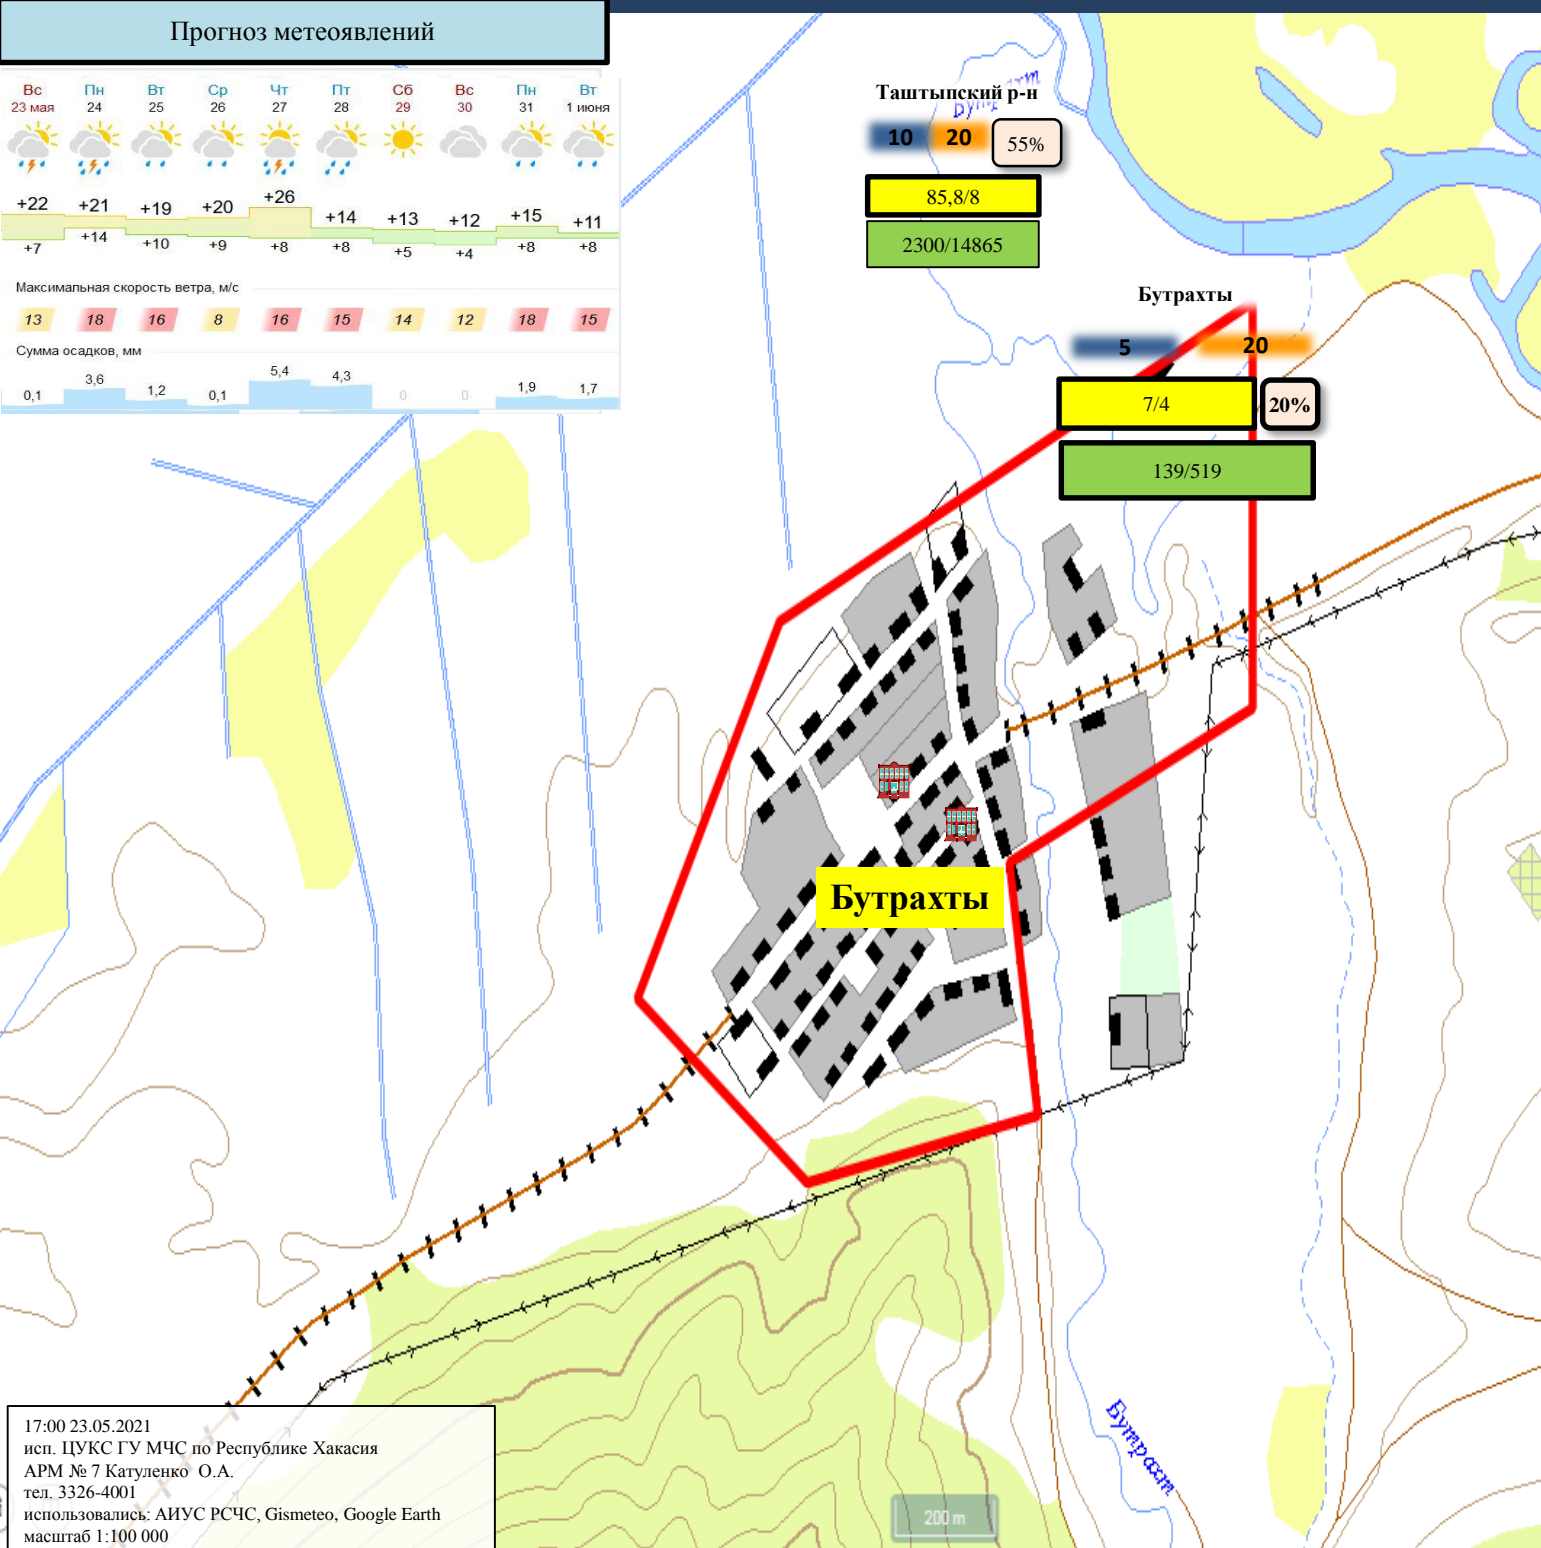 Прогноз метеоявлений
Вс Пн Вт Ср Чт Пт Сб Вс Пн Вт
23 мая 24 25 26 27 28 29 30 31 1 июня
+22 +21 +19 +20 +26 +14 +13 +12 +15 +11
+7 +14 +10 +9 +8 +8 +5 +4 +8 +8
Максимальная скорость ветра, м/с
13 18 16 8 16 15 14 12 18 15
Сумма осадков, мм
0,1 3,6 1,2 0,1 5,4 4,3 0 0 1,9 1,7
Таштыпский р-н
10 20 55%
85,8/8
2300/14865
Бутрахты
5 20
7/4 20%
139/519
Бутрахты
Бутрахт
17:00 23.05.2021
исп. ЦУКС ГУ МЧС по Республике Хакасия
АРМ № 7 Катуленко О.А.
тел. 3326-4001
использовались: АИУС РСЧС, Gismeteo, Google Earth
масштаб 1:100 000
200 m